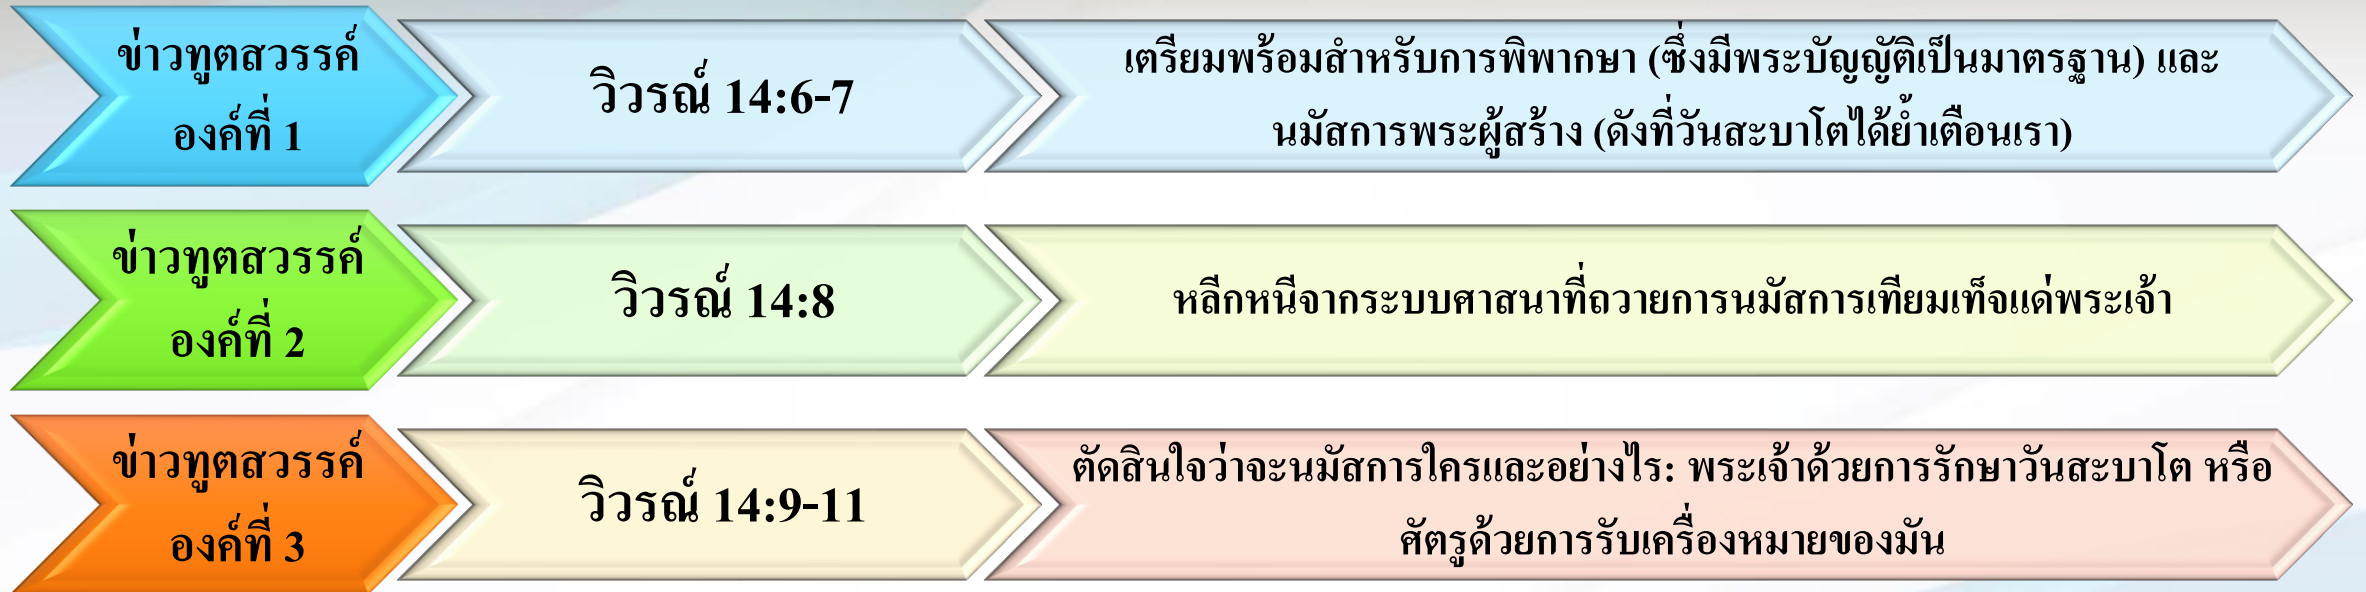 ข่าวทูตสวรรค์
องค์ที่ 1
วิวรณ์ 14:6-7
เตรียมพร้อมสำหรับการพิพากษา (ซึ่งมีพระบัญญัติเป็นมาตรฐาน) และ
นมัสการพระผู้สร้าง (ดังที่วันสะบาโตได้ย้ำเตือนเรา)
ข่าวทูตสวรรค์
องค์ที่ 2
วิวรณ์ 14:8
หลีกหนีจากระบบศาสนาที่ถวายการนมัสการเทียมเท็จแด่พระเจ้า
ข่าวทูตสวรรค์
องค์ที่ 3
วิวรณ์ 14:9-11
ตัดสินใจว่าจะนมัสการใครและอย่างไร: พระเจ้าด้วยการรักษาวันสะบาโต หรือ
ศัตรูด้วยการรับเครื่องหมายของมัน